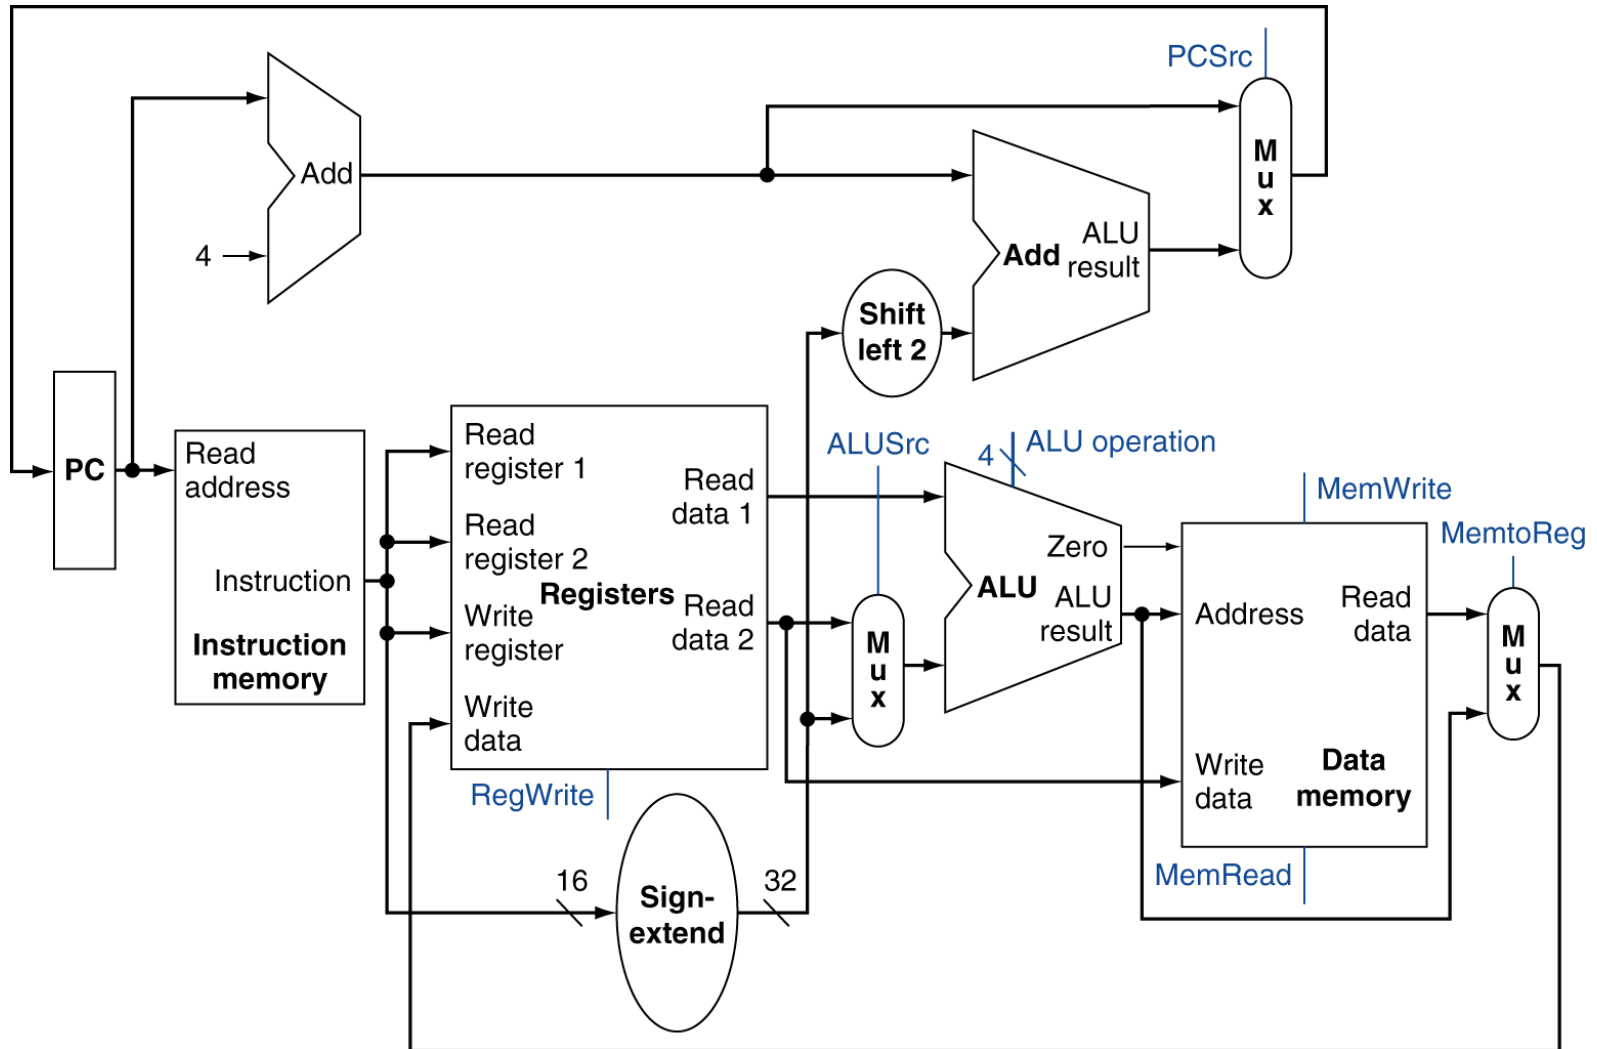 PCSrc
M
u
x
Add
ALU
result
Add
4
Shift
left 2
PC
Read
address
Instruction
Instruction
memory
Read
register 1
Read
register 2
Write
register
Write
data
Registers
Read
data 1
Read
data 2
RegWrite
16
Sign-
extend
32
ALUSrc
M
u
x
4
ALU operation
Zero
ALU
ALU
result
MemWrite
Address
Read
data
Write
data
Data
memory
MemRead
MemtoReg
M
u
x